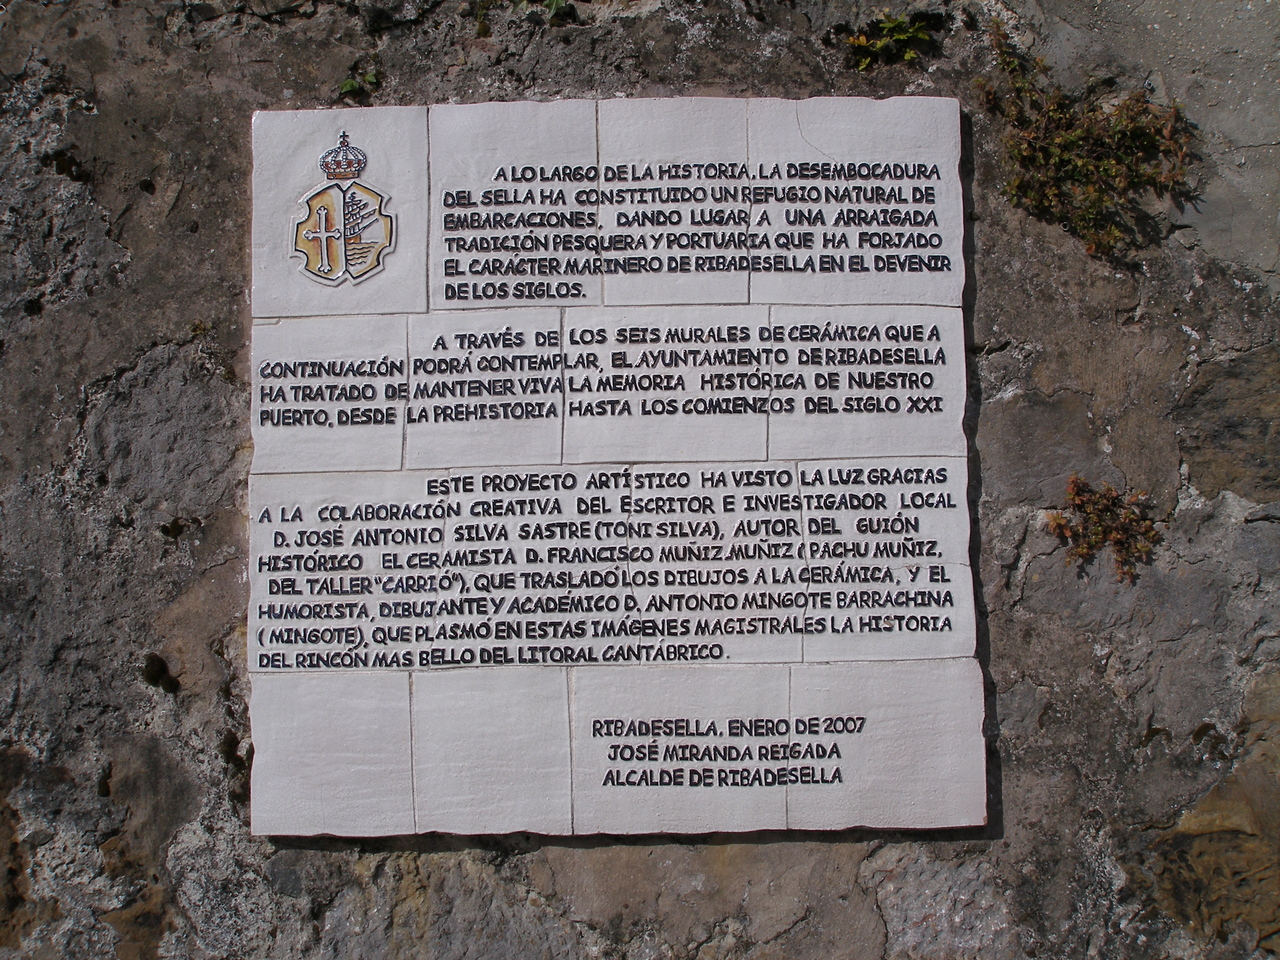 A LO LARGO DE LA HISTORIA, LA DESEMBOCADURA
DEL SELLA HA CONSTITUIDO UN REFUGIO NATURAL DE
EMBARCACIONES, DANDO LUGAR A UNA ARRAIGADA
TRADICIÓN PESQUERA Y PORTUARIA QUE HA FORJADO
EL CARÁCTER MARINERO DE RIBADESELLA EN EL DEVENIR
DE LOS SIGLOS.
A TRAVÉS DE LOS SEIS MURALES DE CERÁMICA QUE A
CONTINUACIÓN PODRÁ CONTEMPLAR, EL AYUNTAMIENTO DE RIBADESELLA
HA TRATADO DE MANTENER VIVA LA MEMORIA HISTÓRICA DE NUESTRO
PUERTO, DESDE LA PREHISTORIA HASTA LOS COMIENZOS DEL SIGLO XXI
ESTE PROYECTO ARTÍSTICO HA VISTO LA LUZ GRACIAS
A LA COLABORACIÓN CREATIVA DEL ESCRITOR E INVESTIGADOR LOCAL
D. JOSÉ ANTONIO SILVA SASTRE (TONI SILVA), AUTOR DEL GUIÓN
HISTÓRICO EL CERAMISTA D. FRANCISCO MUÑIZ MUÑIZ (PACHU MUÑIZ,
DEL TALLER "CARRIÓ"), QUE TRASLADÓ LOS DIBUJOS A LA CERÁMICA, Y EL
HUMORISTA, DIBUJANTE Y ACADÉMICO D. ANTONIO MINGOTE BARRACHINA
(MINGOTE), QUE PLASMÓ EN ESTAS IMÁGENES MAGISTRALES LA HISTORIA
DEL RINCÓN MAS BELLO DEL LITORAL CANTÁBRICO.
RIBADESELLA, ENERO DE 2007
JOSÉ MIRANDA REIGADA
ALCALDE DE RIBADESELLA